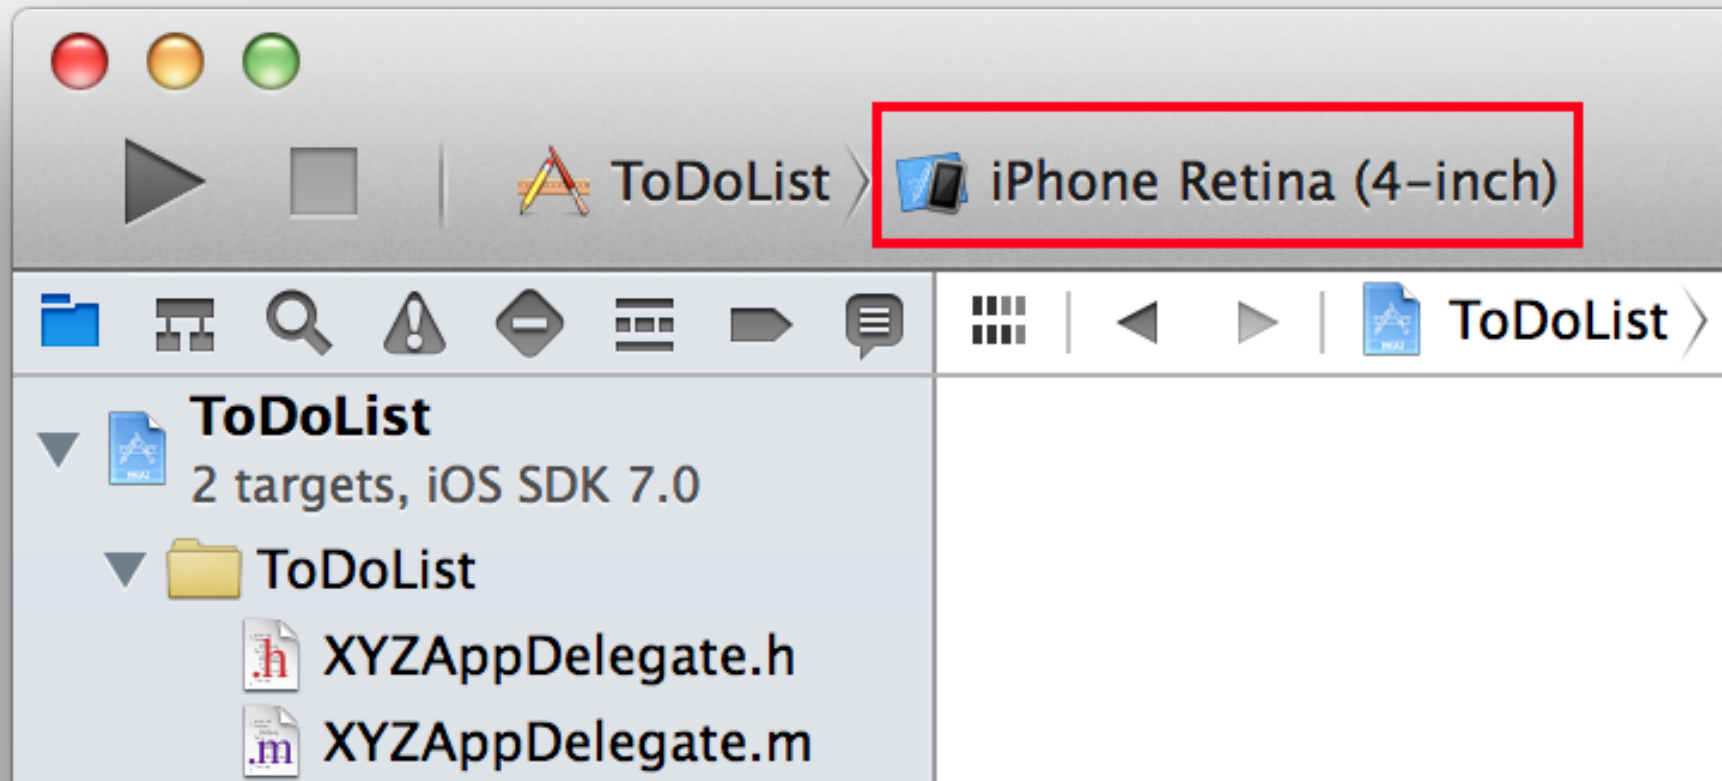 ToDoList
iPhone Retina (4-inch)
ToDoList
ToDoList
2 targets, iOS SDK 7.0
ToDoList
.h XYZAppDelegate.h
.m XYZAppDelegate.m